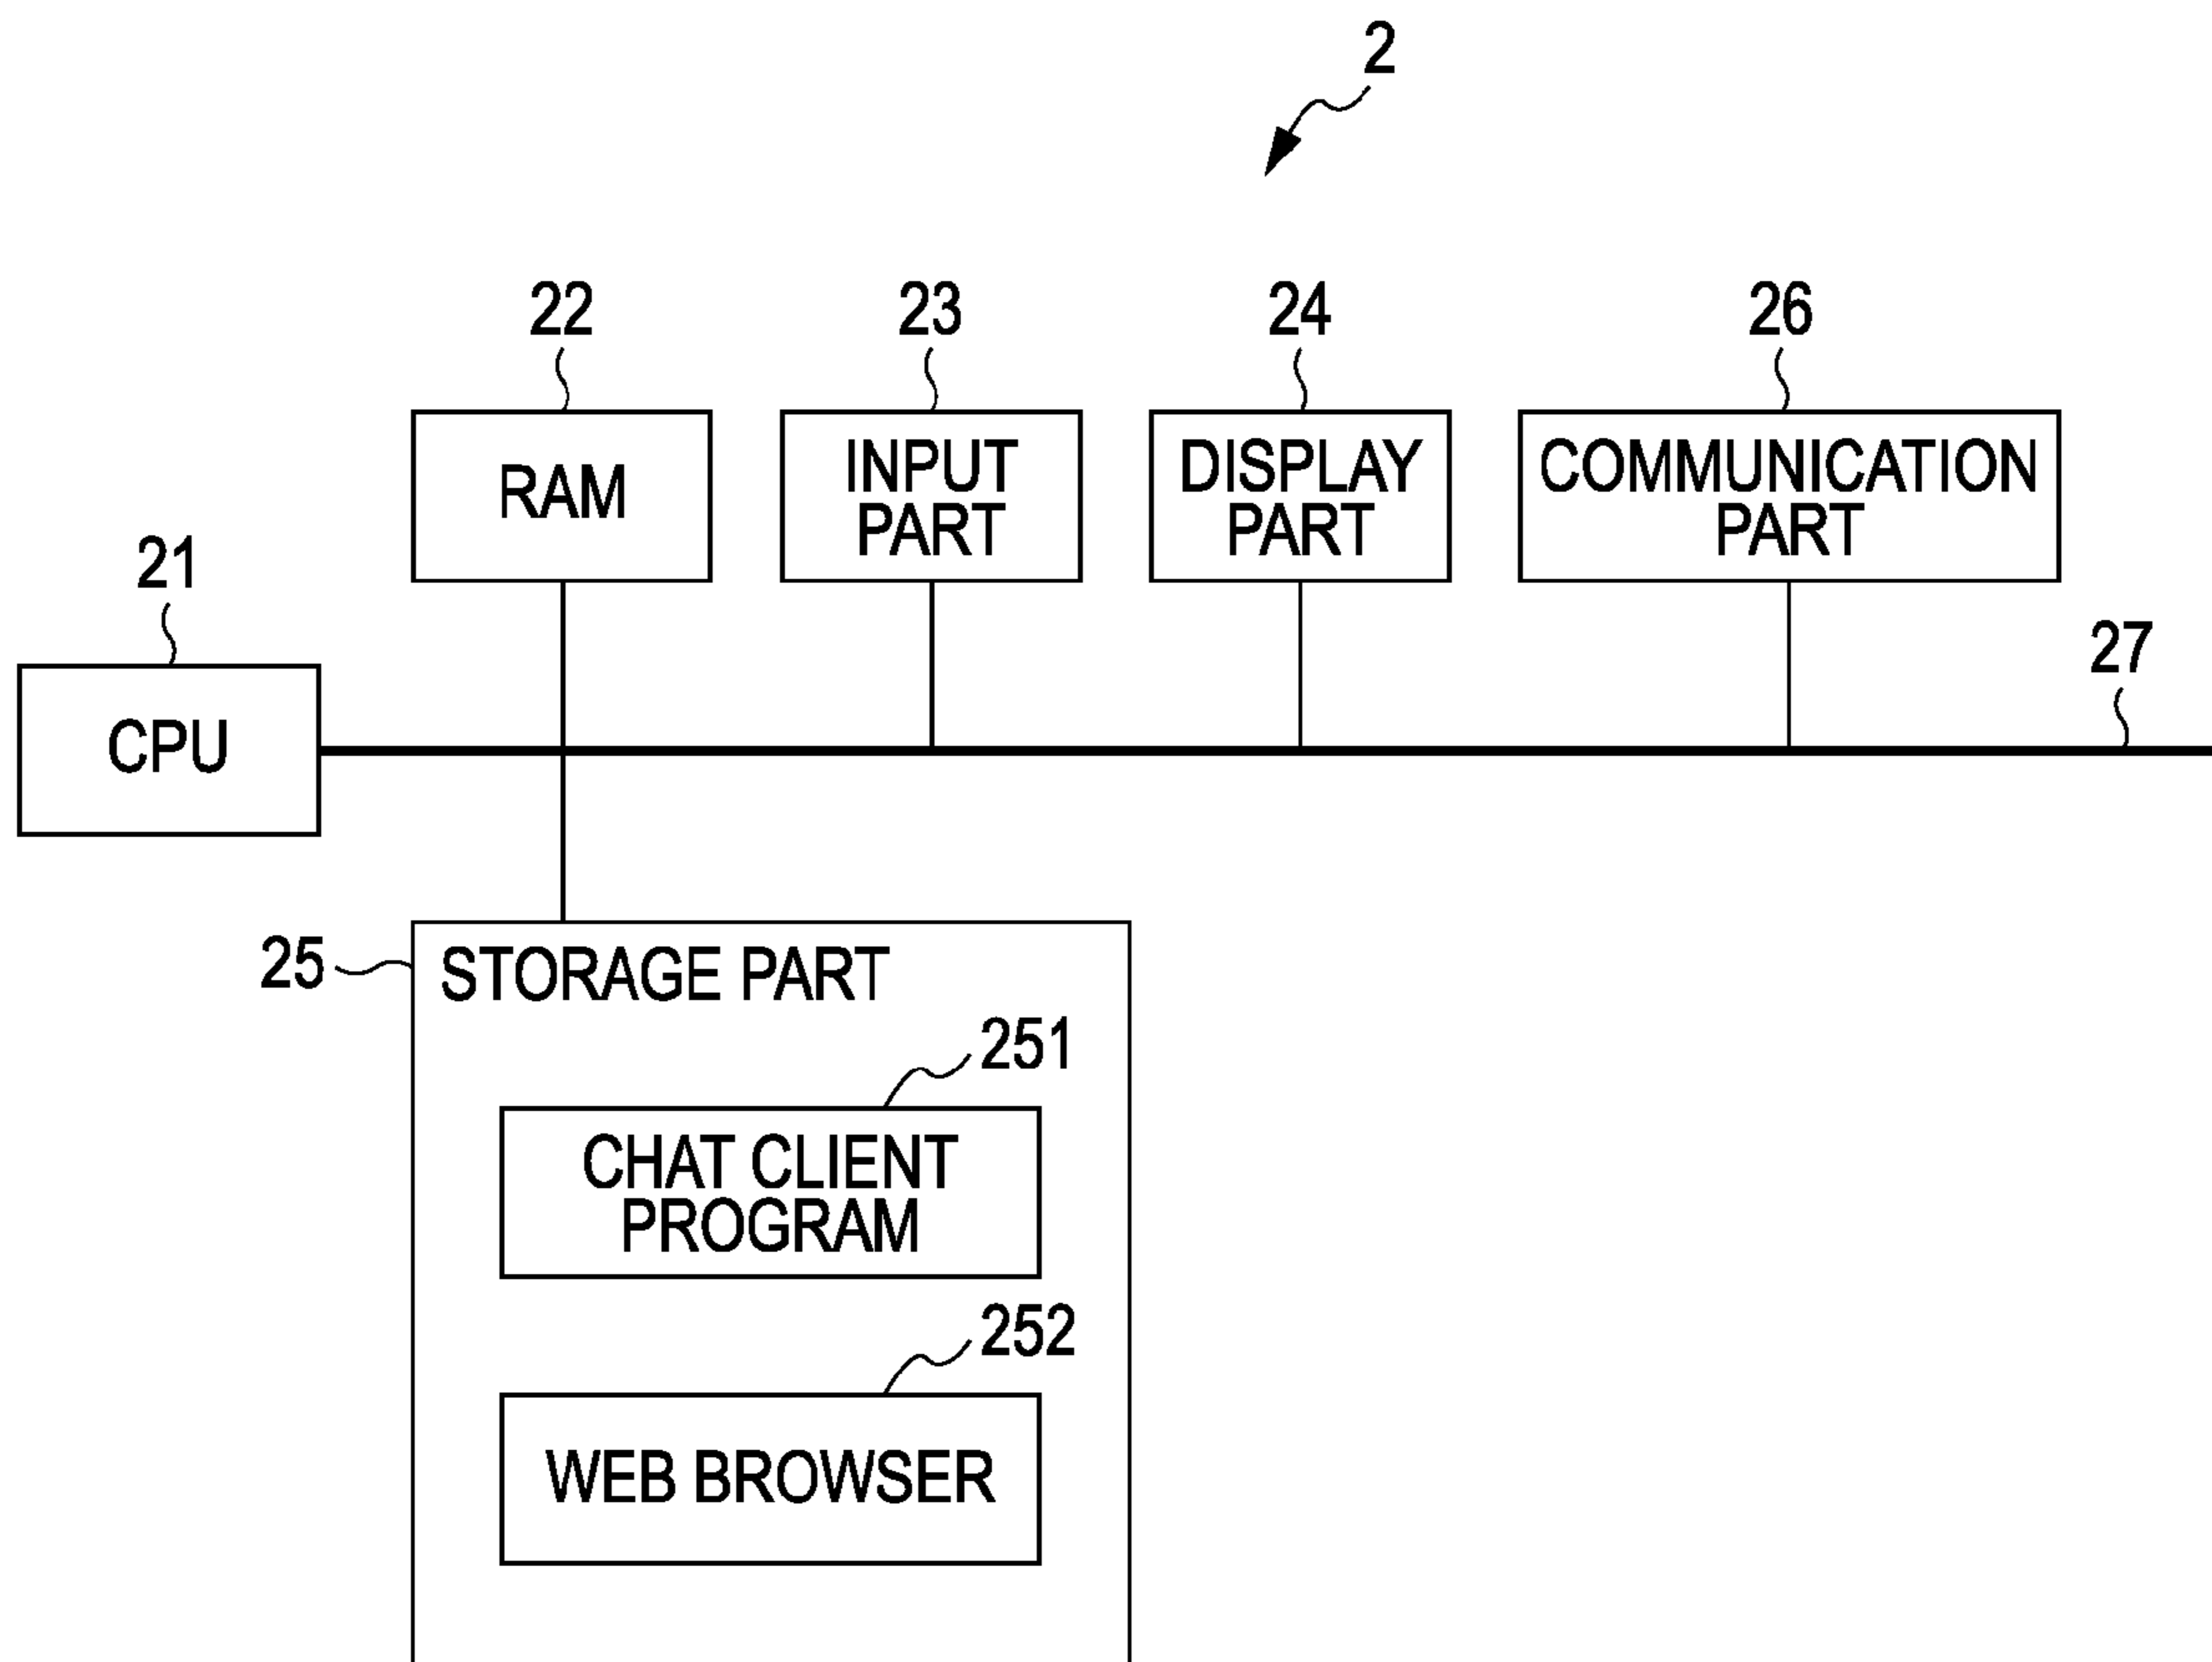 2
22
23
24
26
RAM
INPUT
PART
DISPLAY
PART
COMMUNICATION
PART
21
27
CPU
25
STORAGE PART
251
CHAT CLIENT
PROGRAM
252
WEB BROWSER